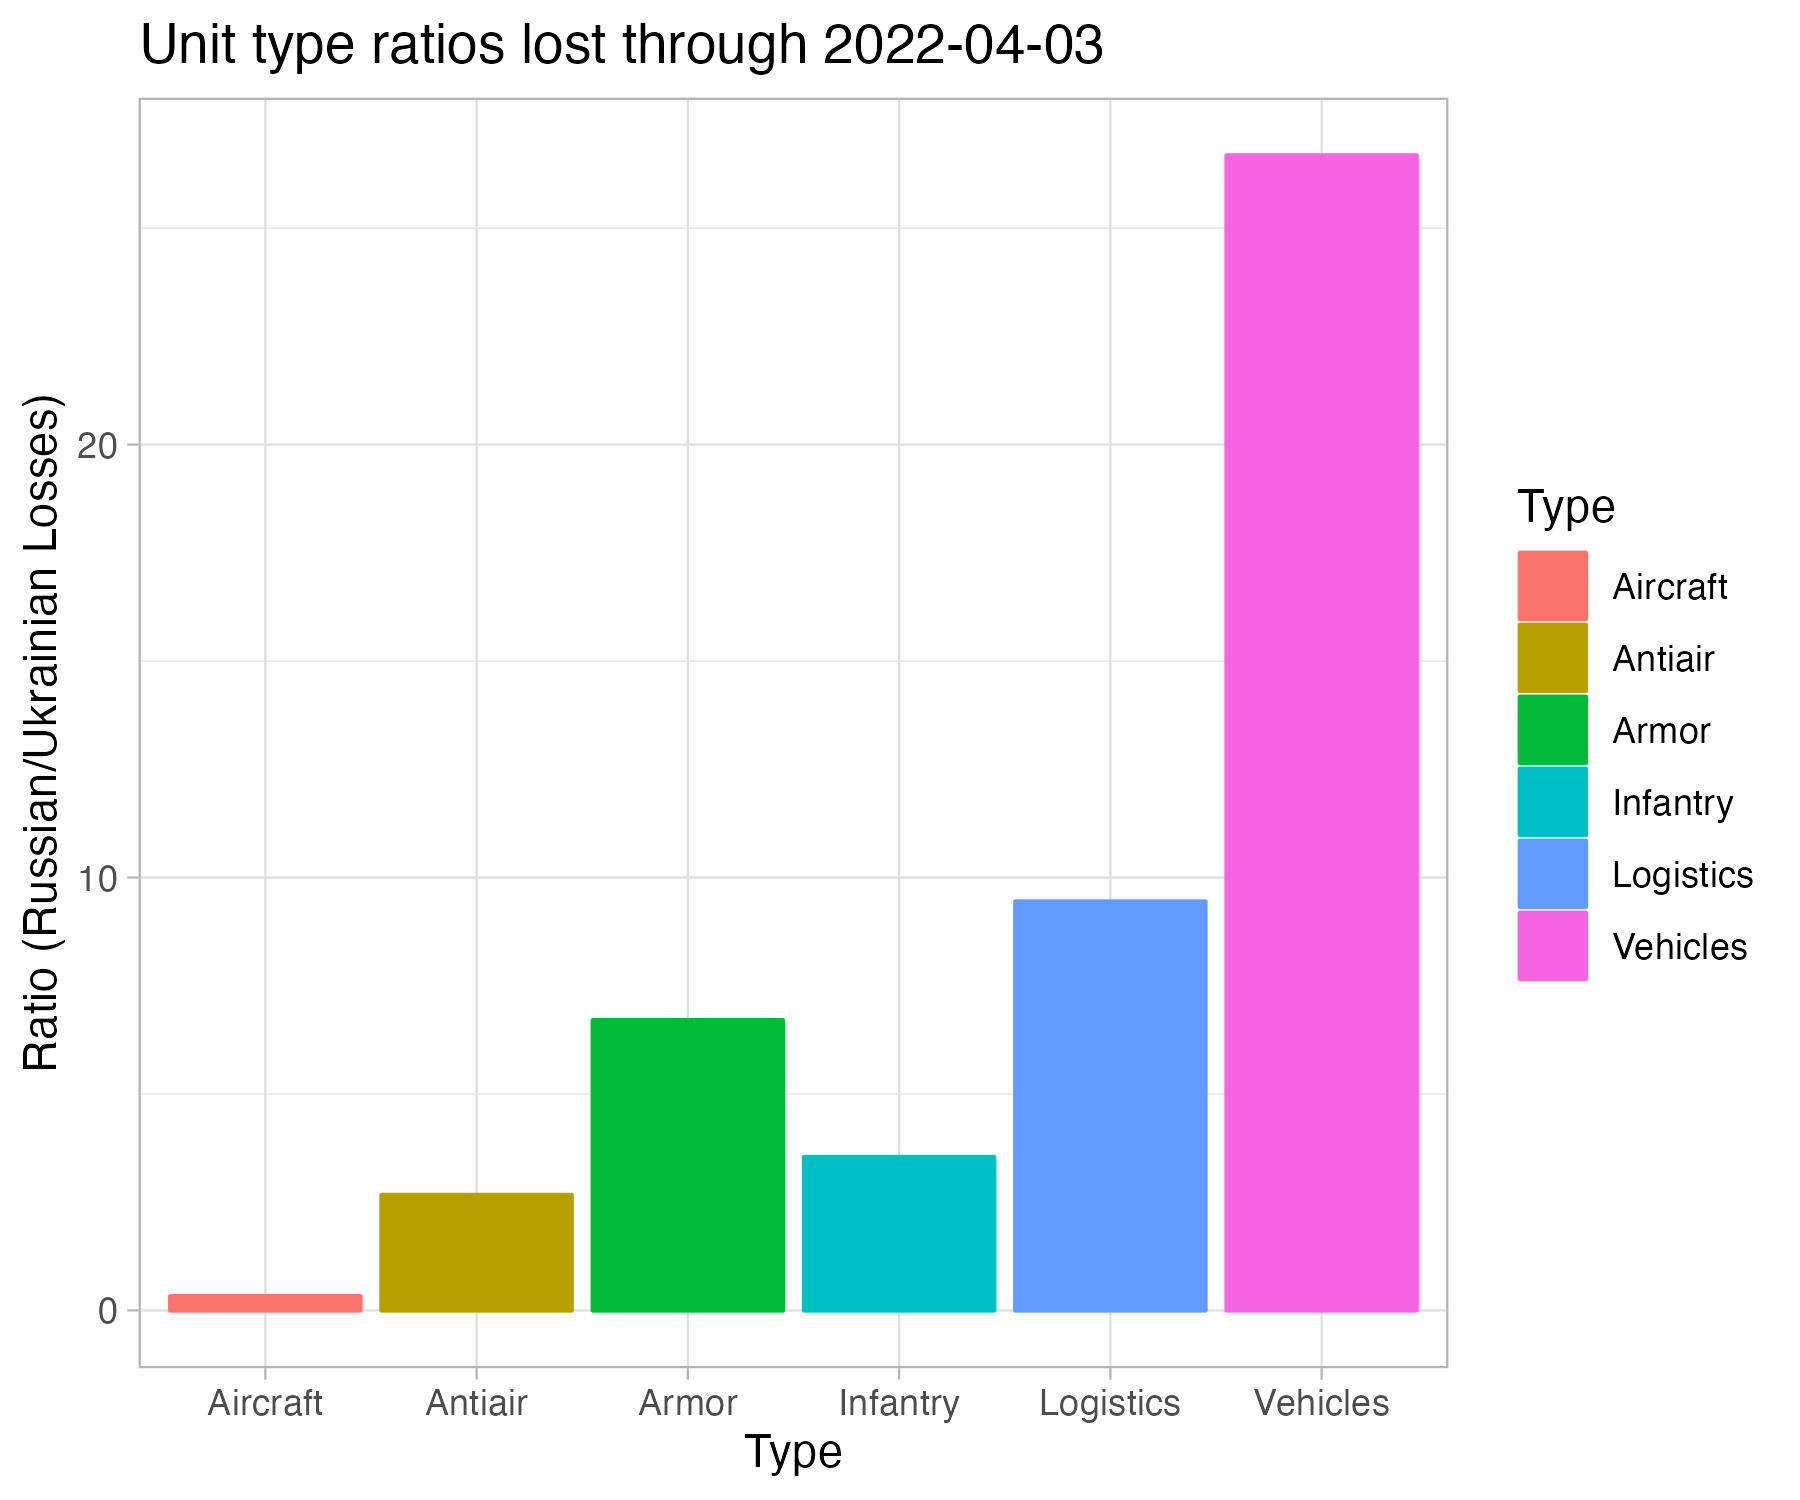 Unit type ratios lost through 2022-04-03
Ratio (Russian/Ukrainian Losses)
20
10
0
Aircraft
Antiair
Armor
Infantry
Logistics
Vehicles
Type
Type
Aircraft
Antiair
Armor
Infantry
Logistics
Vehicles